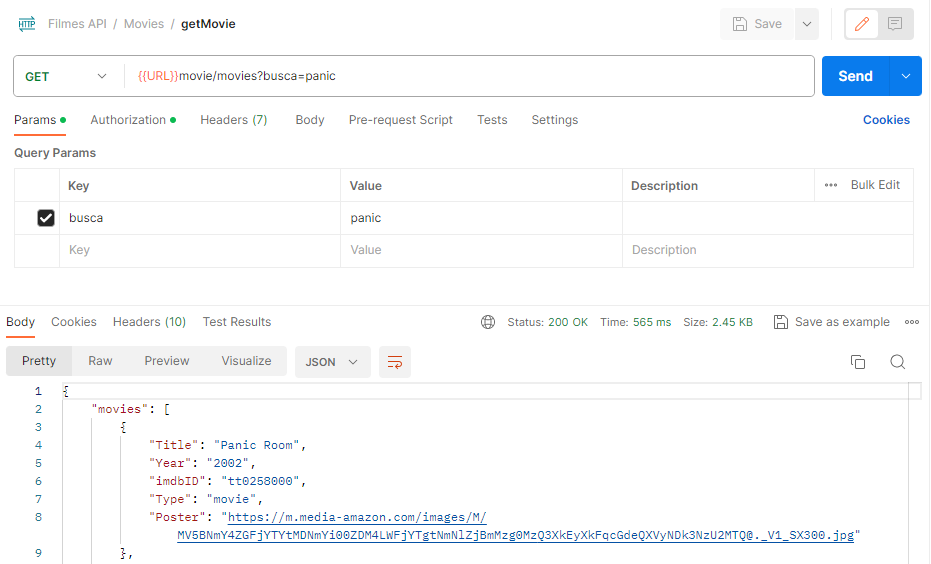 HTTP Filmes API / Movies / getMovie Save
GET {{URL}}movie/movies?busca=panic Send
Params Authorization Headers (7) Body Pre-request Script Tests Settings Cookies
Query Params
Key Value Description Bulk Edit
busca panic
Key Value Description
Body Cookies Headers (10) Test Results Status: 200 OK Time: 565 ms Size: 2.45 KB Save as example
Pretty Raw Preview Visualize JSON
1 {
2 "movies": [
3 {
4 "Title": "Panic Room",
5 "Year": "2002",
6 "imdbID": "tt0258000",
7 "Type": "movie",
8 "Poster": "https://m.media-amazon.com/images/M/
MV5BNmY4ZGFjYTYtMDNmYi00ZDM4LWFjYTgtNmNlZjBmMzg0MzQ3XkEyXkFqcGdeQXVyNDk3NzU2MTQ@._V1_SX300.jpg"
9 },